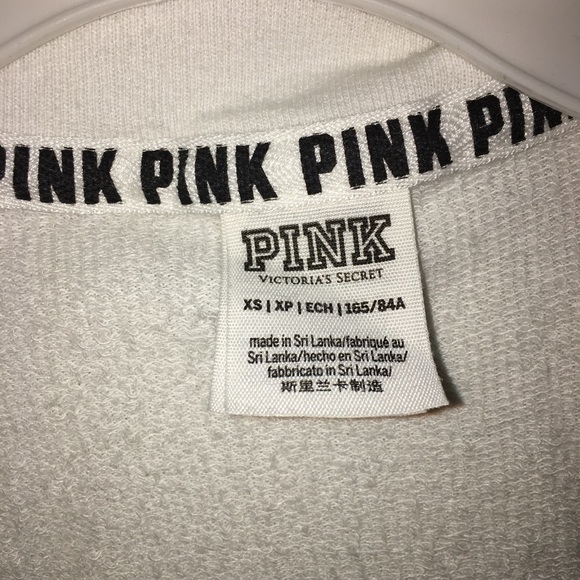 PINK PINK PINK PINK
PINK
VICTORIA'S SECRET
XS | XP | ECH | 165/84A
made in Sri Lanka/fabriqué au
Sri Lanka/hecho en Sri Lanka/
fabbricato in Sri Lanka/
斯里兰卡制造